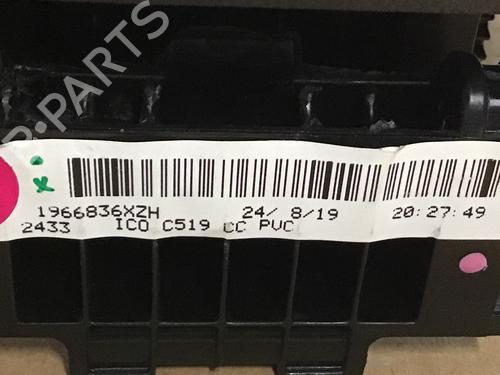 R-PARTS
1966836XZH 24/ 8/19 20:27:49
2433 ICO C519 CC PVC